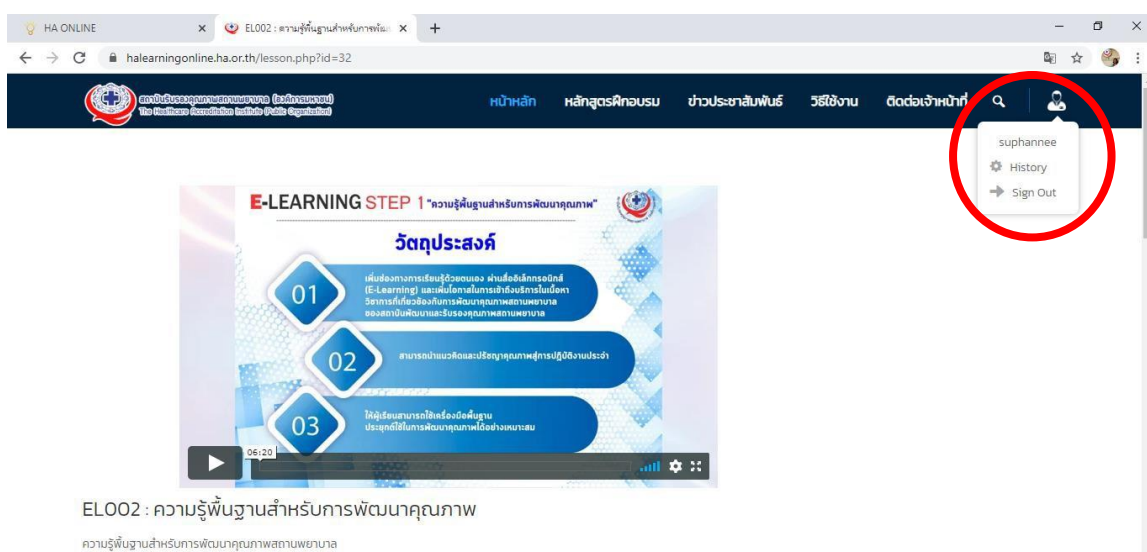 HA ONLINE
EL002 : ความรู้พื้นฐานสำหรับการพัฒ
halearningonline.ha.or.th/lesson.php?id=32
สถาบันรับรองคุณภาพสถานพยาบาล (องค์การมหาชน)
The Healthcare Accreditation Institute (Public Organization)
หน้าหลัก หลักสูตรฝึกอบรม ข่าวประชาสัมพันธ์ วิธีใช้งาน ติดต่อเจ้าหน้าที่
suphannee
History
Sign Out
E-LEARNING STEP 1 "ความรู้พื้นฐานสำหรับการพัฒนาคุณภาพ"
วัตถุประสงค์
01
เพิ่มช่องทางการเรียนรู้ด้วยตนเอง ผ่านสื่ออิเล็กทรอนิกส์
(E-Learning) และเพิ่มโอกาสในการเข้าถึงบริการในเนื้อหา
วิชาการที่เกี่ยวข้องกับการพัฒนาคุณภาพสถานพยาบาล
ของสถาบันพัฒนาและรับรองคุณภาพสถานพยาบาล
02
สามารถนำแนวคิดและปรัชญาคุณภาพสู่การปฏิบัติงานประจำ
03
ให้ผู้เรียนสามารถใช้เครื่องมือพื้นฐาน
ประยุกต์ใช้ในการพัฒนาคุณภาพได้อย่างเหมาะสม
06:20
EL002 : ความรู้พื้นฐานสำหรับการพัฒนาคุณภาพ
ความรู้พื้นฐานสำหรับการพัฒนาคุณภาพสถานพยาบาล